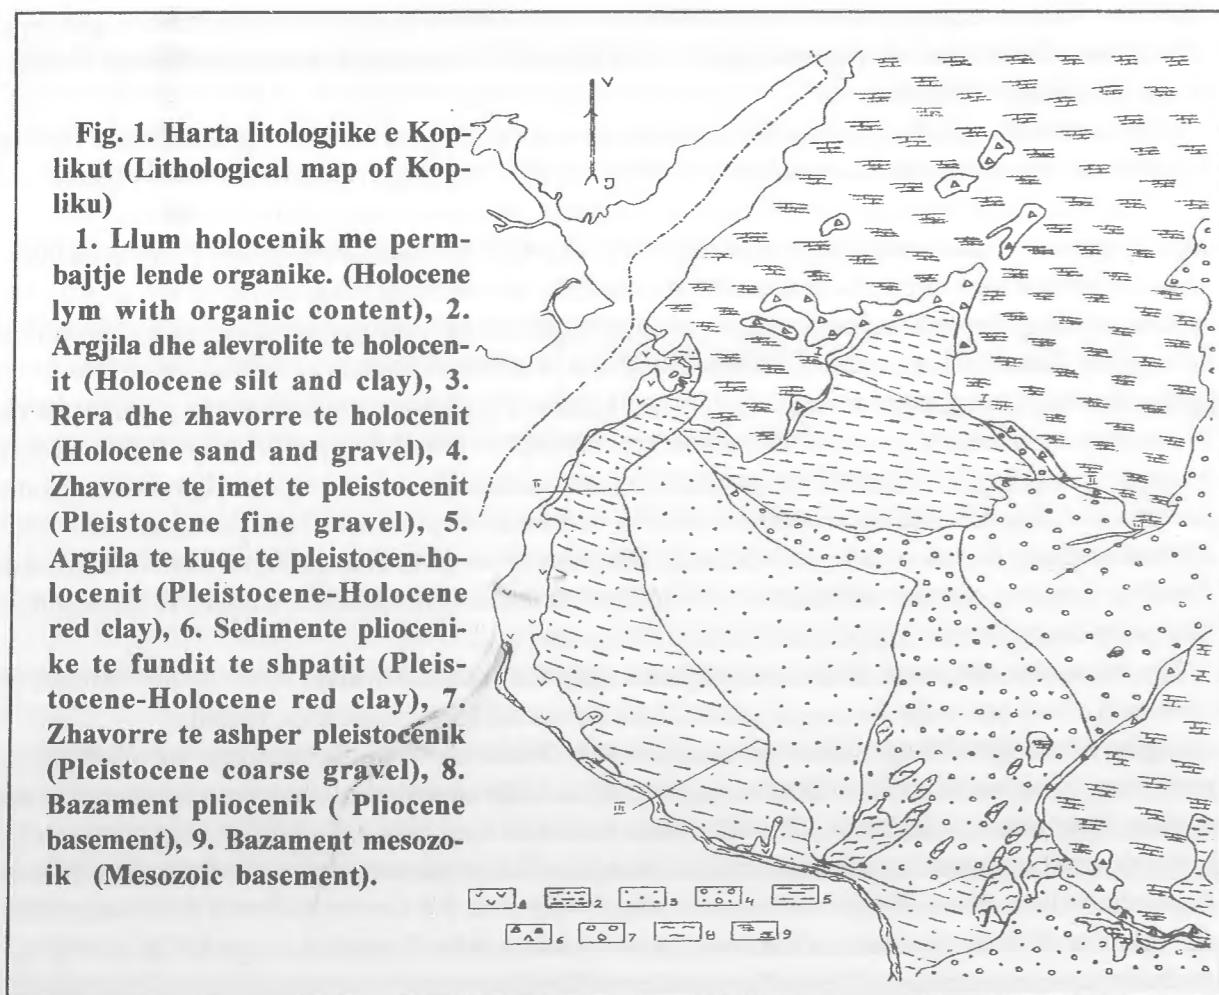 Fig. 1. Harta litologjike e Kop-
likut (Lithological map of Kop-
liku)
1. Llum holocenik me perm-
bajtje lende organike. (Holocene
lym with organic content), 2.
Argjila dhe alevrolite te holocen-
it (Holocene silt and clay), 3.
Rera dhe zhavorre te holocenit
(Holocene sand and gravel), 4.
Zhavorre te imet te pleistocenit
(Pleistocene fine gravel), 5.
Argjila te kuqe te pleistocen-ho-
locenit (Pleistocene-Holocene
red clay), 6. Sedimente plioceni-
ke te fundit te shpatit (Pleis-
tocene-Holocene red clay), 7
Zhavorre te ashper pleistocenik
(Pleistocene coarse gravel), 8.
Bazament pliocenik (Pliocene
basement), 9. Bazament mesozo-
ik (Mesozoic basement).
V
J
I
I
II
II
III
1 2 3 4 5
7 8 9